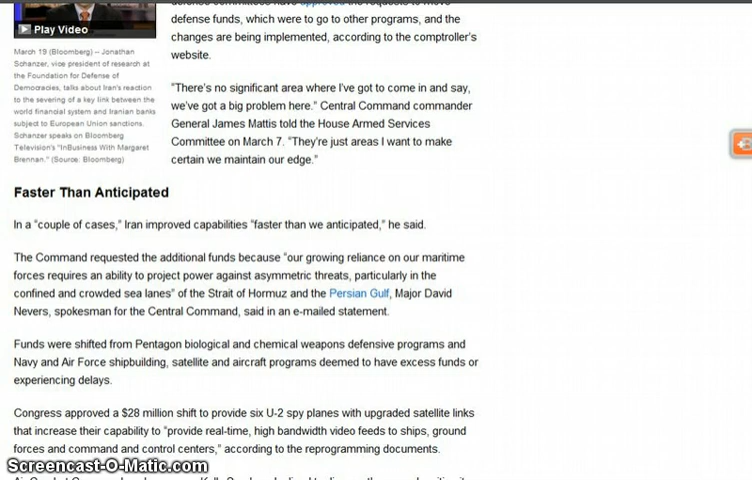 Play Video
March 19 (Bloomberg) -- Jonathan
Schanzer, vice president of research at
the Foundation for Defense of
Democracies, talks about Iran's reaction
to the severing of a key link between the
world financial system and Iranian banks
subject to European Union sanctions.
Schanzer speaks on Bloomberg
Television's "InBusiness With Margaret
Brennan." (Source: Bloomberg)
defense funds, which were to go to other programs, and the
changes are being implemented, according to the comptroller's
website.
"There's no significant area where I've got to come in and say,
we've got a big problem here." Central Command commander
General James Mattis told the House Armed Services
Committee on March 7. "They're just areas I want to make
certain we maintain our edge."
Faster Than Anticipated
In a "couple of cases," Iran improved capabilities "faster than we anticipated," he said.
The Command requested the additional funds because "our growing reliance on our maritime
forces requires an ability to project power against asymmetric threats, particularly in the
confined and crowded sea lanes" of the Strait of Hormuz and the Persian Gulf, Major David
Nevers, spokesman for the Central Command, said in an e-mailed statement.
Funds were shifted from Pentagon biological and chemical weapons defensive programs and
Navy and Air Force shipbuilding, satellite and aircraft programs deemed to have excess funds or
experiencing delays.
Congress approved a $28 million shift to provide six U-2 spy planes with upgraded satellite links
that increase their capability to "provide real-time, high bandwidth video feeds to ships, ground
forces and command and control centers," according to the reprogramming documents.
Screencast-O-Matic.com